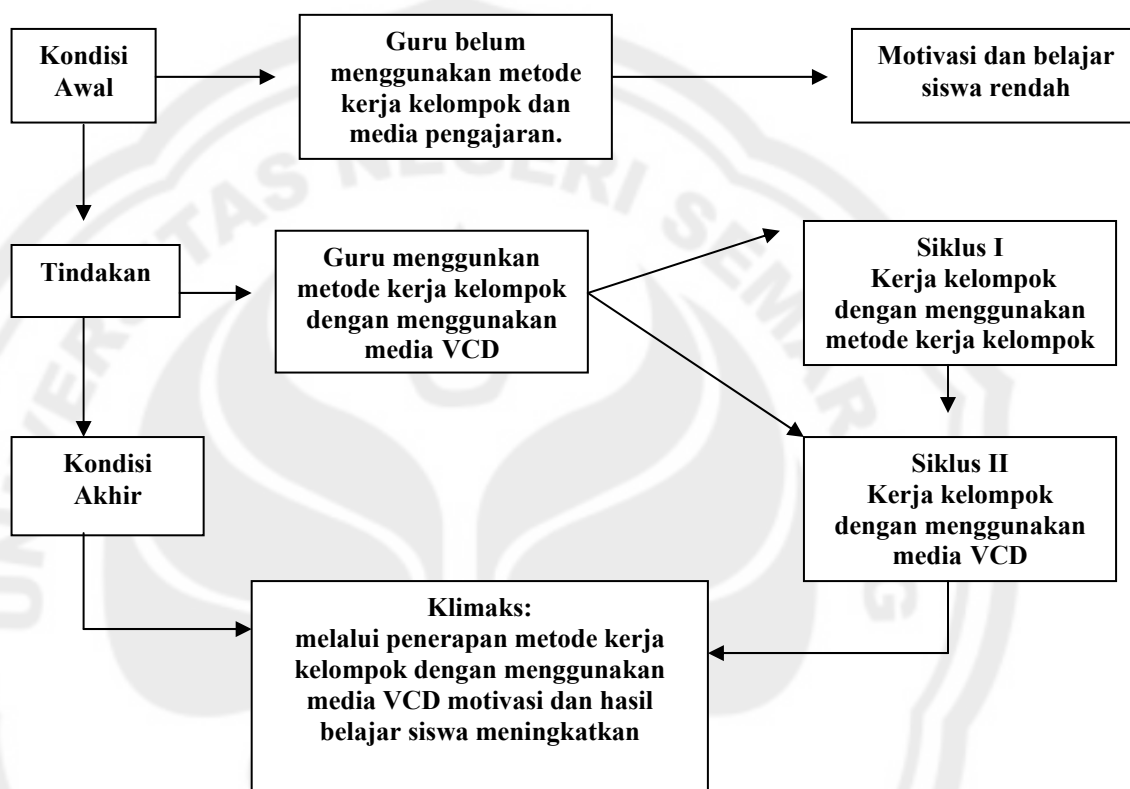 Kondisi
Awal
Guru belum
menggunakan metode
kerja kelompok dan
media pengajaran.
Motivasi dan belajar
siswa rendah
Tindakan
Guru menggunkan
metode kerja kelompok
dengan menggunakan
media VCD
Siklus I
Kerja kelompok
dengan menggunakan
metode kerja kelompok
Kondisi
Akhir
Siklus II
Kerja kelompok
dengan menggunakan
media VCD
Klimaks:
melalui penerapan metode kerja
kelompok dengan menggunakan
media VCD motivasi dan hasil
belajar siswa meningkatkan
UNIVERSITAS NEGERI SEMARANG